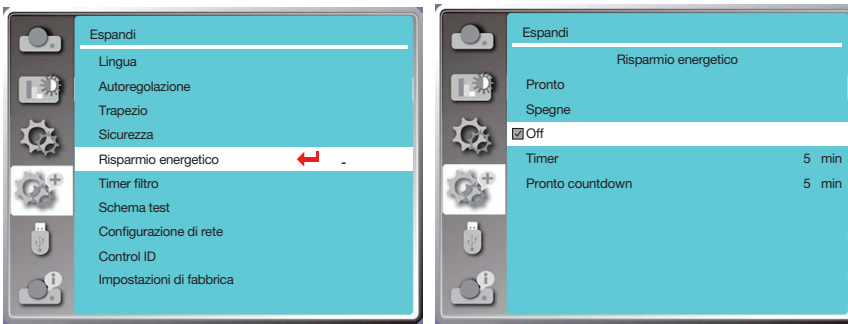 Espandi
Lingua
Autoregolazione
Trapezio
Sicurezza
Risparmio energetico -
Timer filtro
Schema test
Configurazione di rete
Control ID
Impostazioni di fabbrica
Espandi
Risparmio energetico
Pronto
Spegne
Off
Timer 5 min
Pronto countdown 5 min